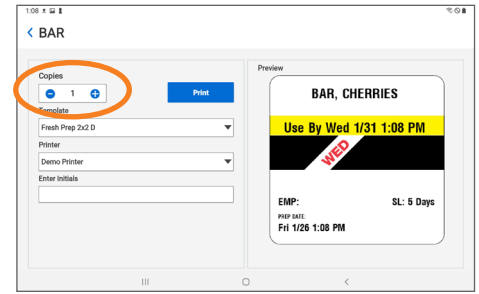 1:08
BAR
Copies
1
Print
Template
Fresh Prep 2x2 D
Printer
Demo Printer
Enter Initials
Preview
BAR, CHERRIES
Use By Wed 1/31 1:08 PM
WED
EMP: SL: 5 Days
PREP DATE:
Fri 1/26 1:08 PM